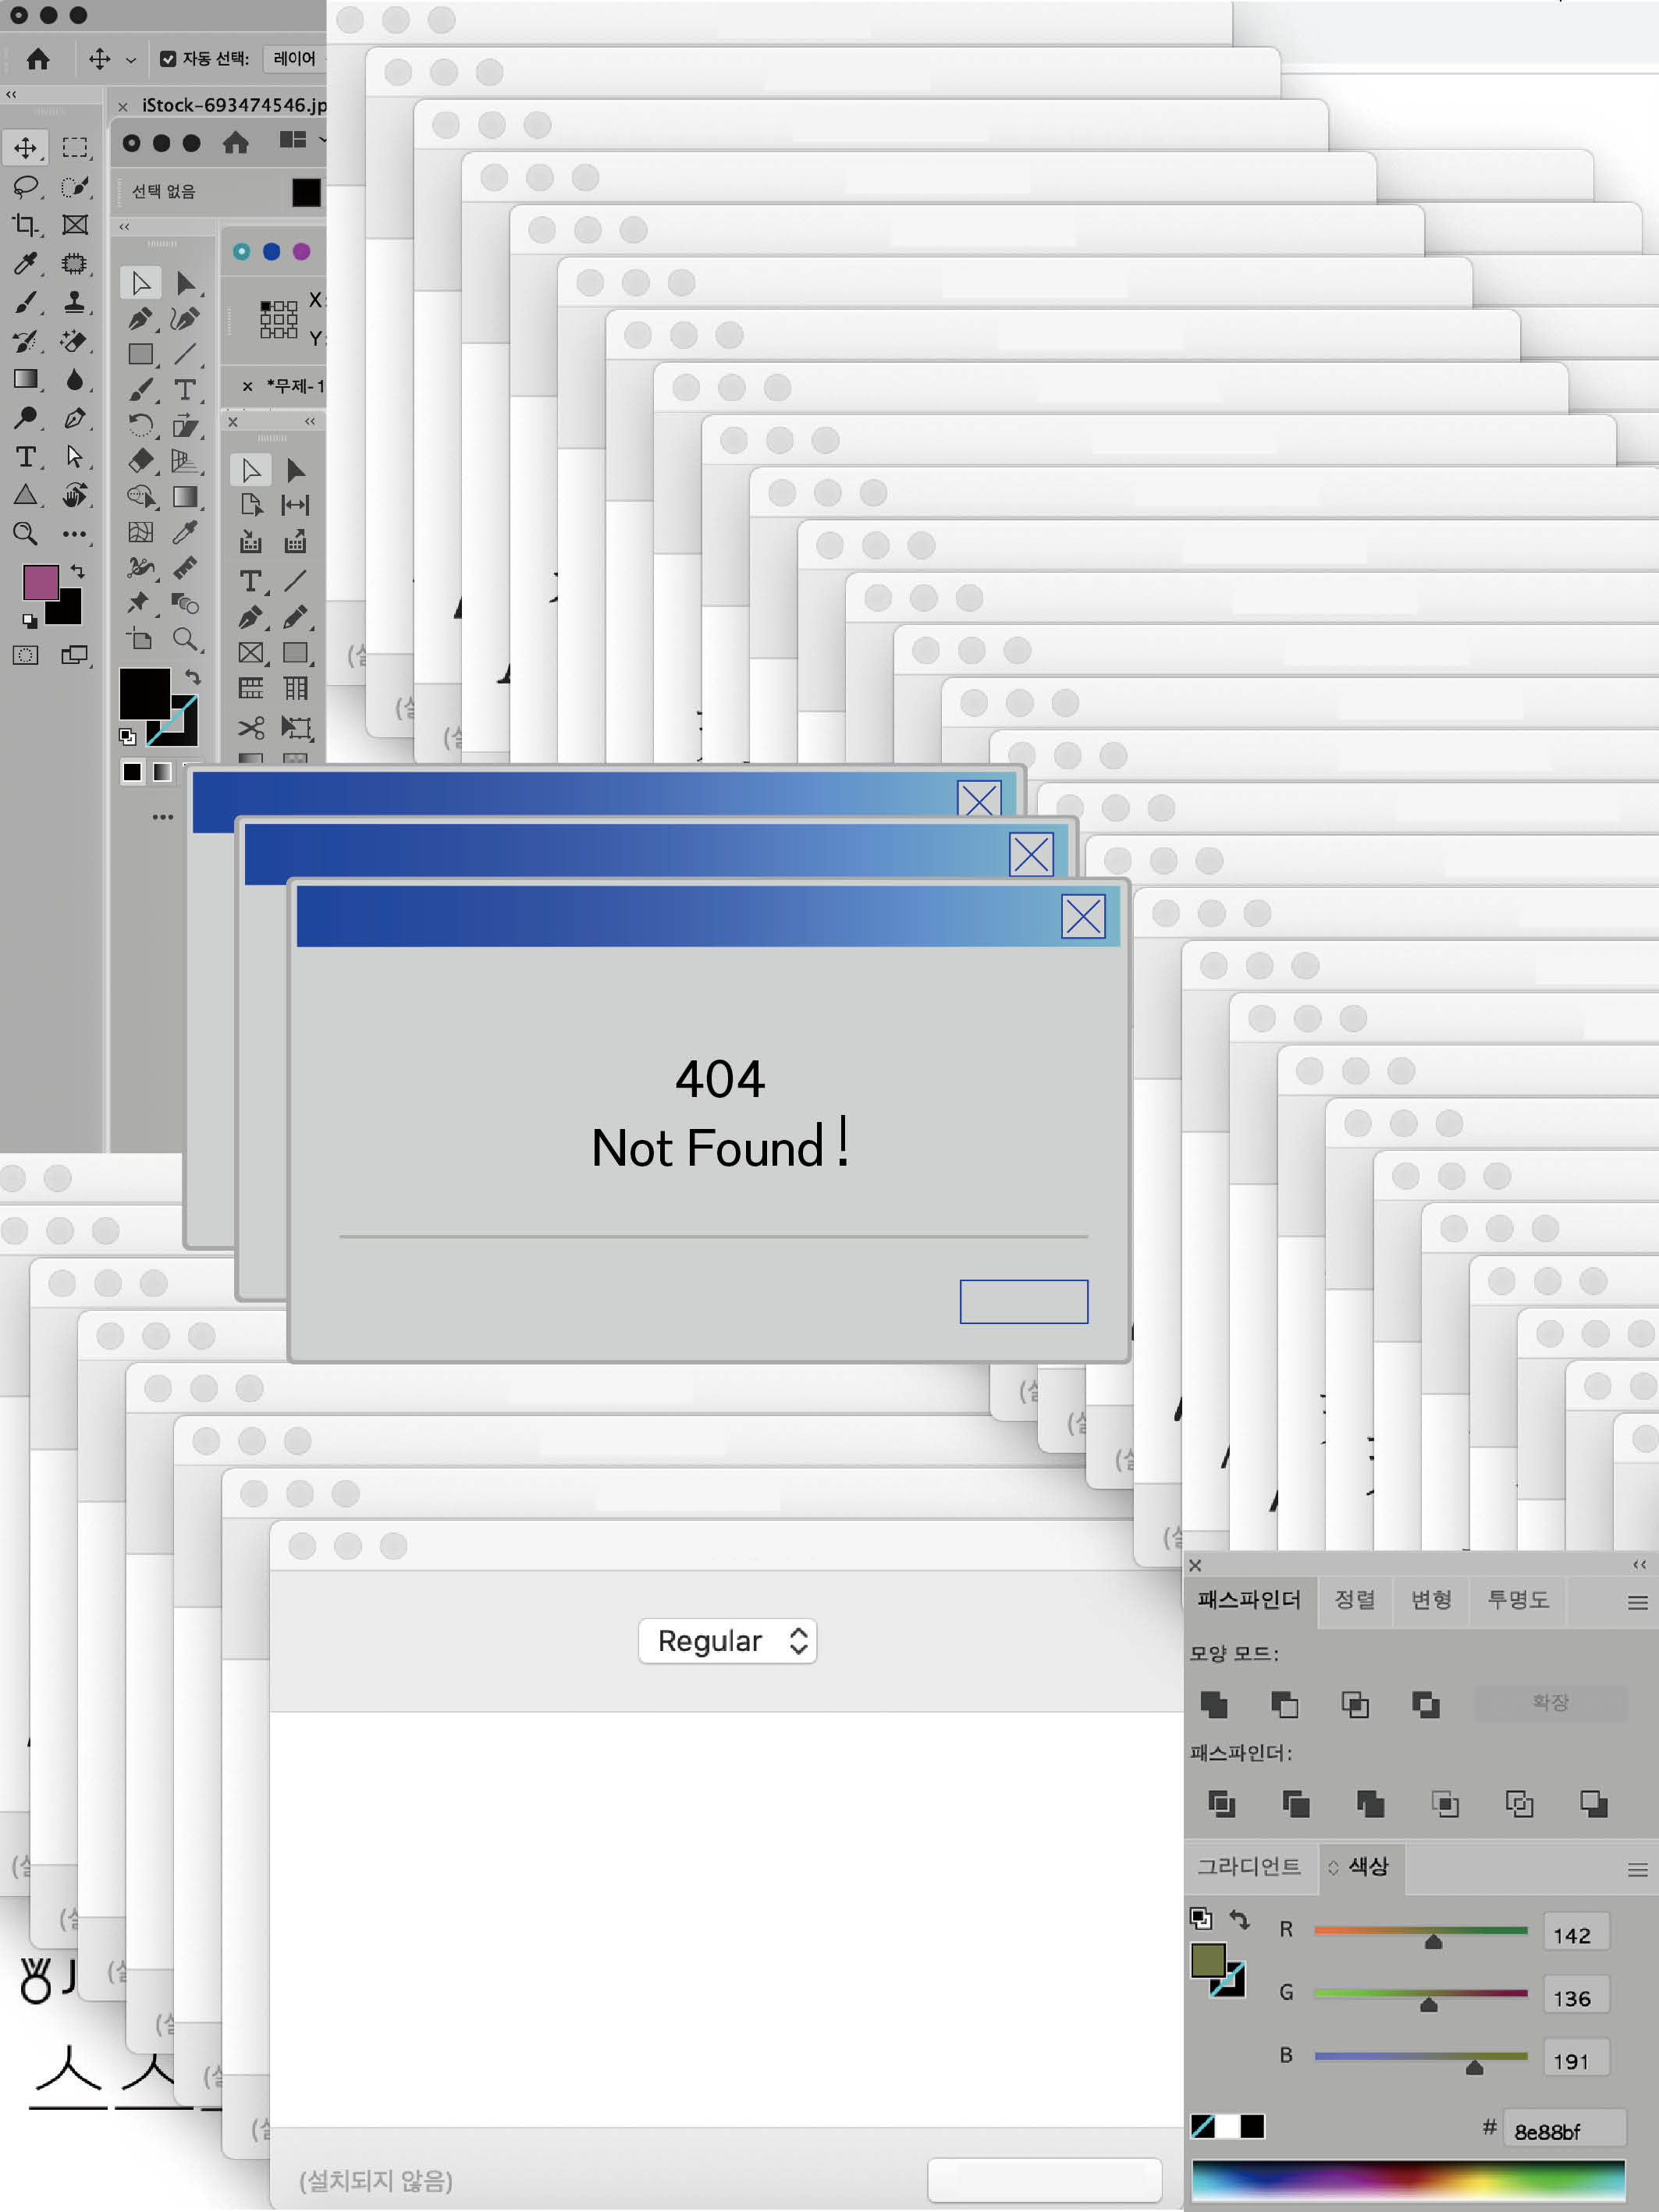 자동 선택:
레이어
iStock-693474546.jp
선택 없음
X:
Y:
*무제-1
404
Not Found !
Regular
(설치되지 않음)
패스파인더
정렬
변형
투명도
모양 모드:
확장
패스파인더:
그라디언트
색상
R
142
G
136
B
191
#
8e88bf